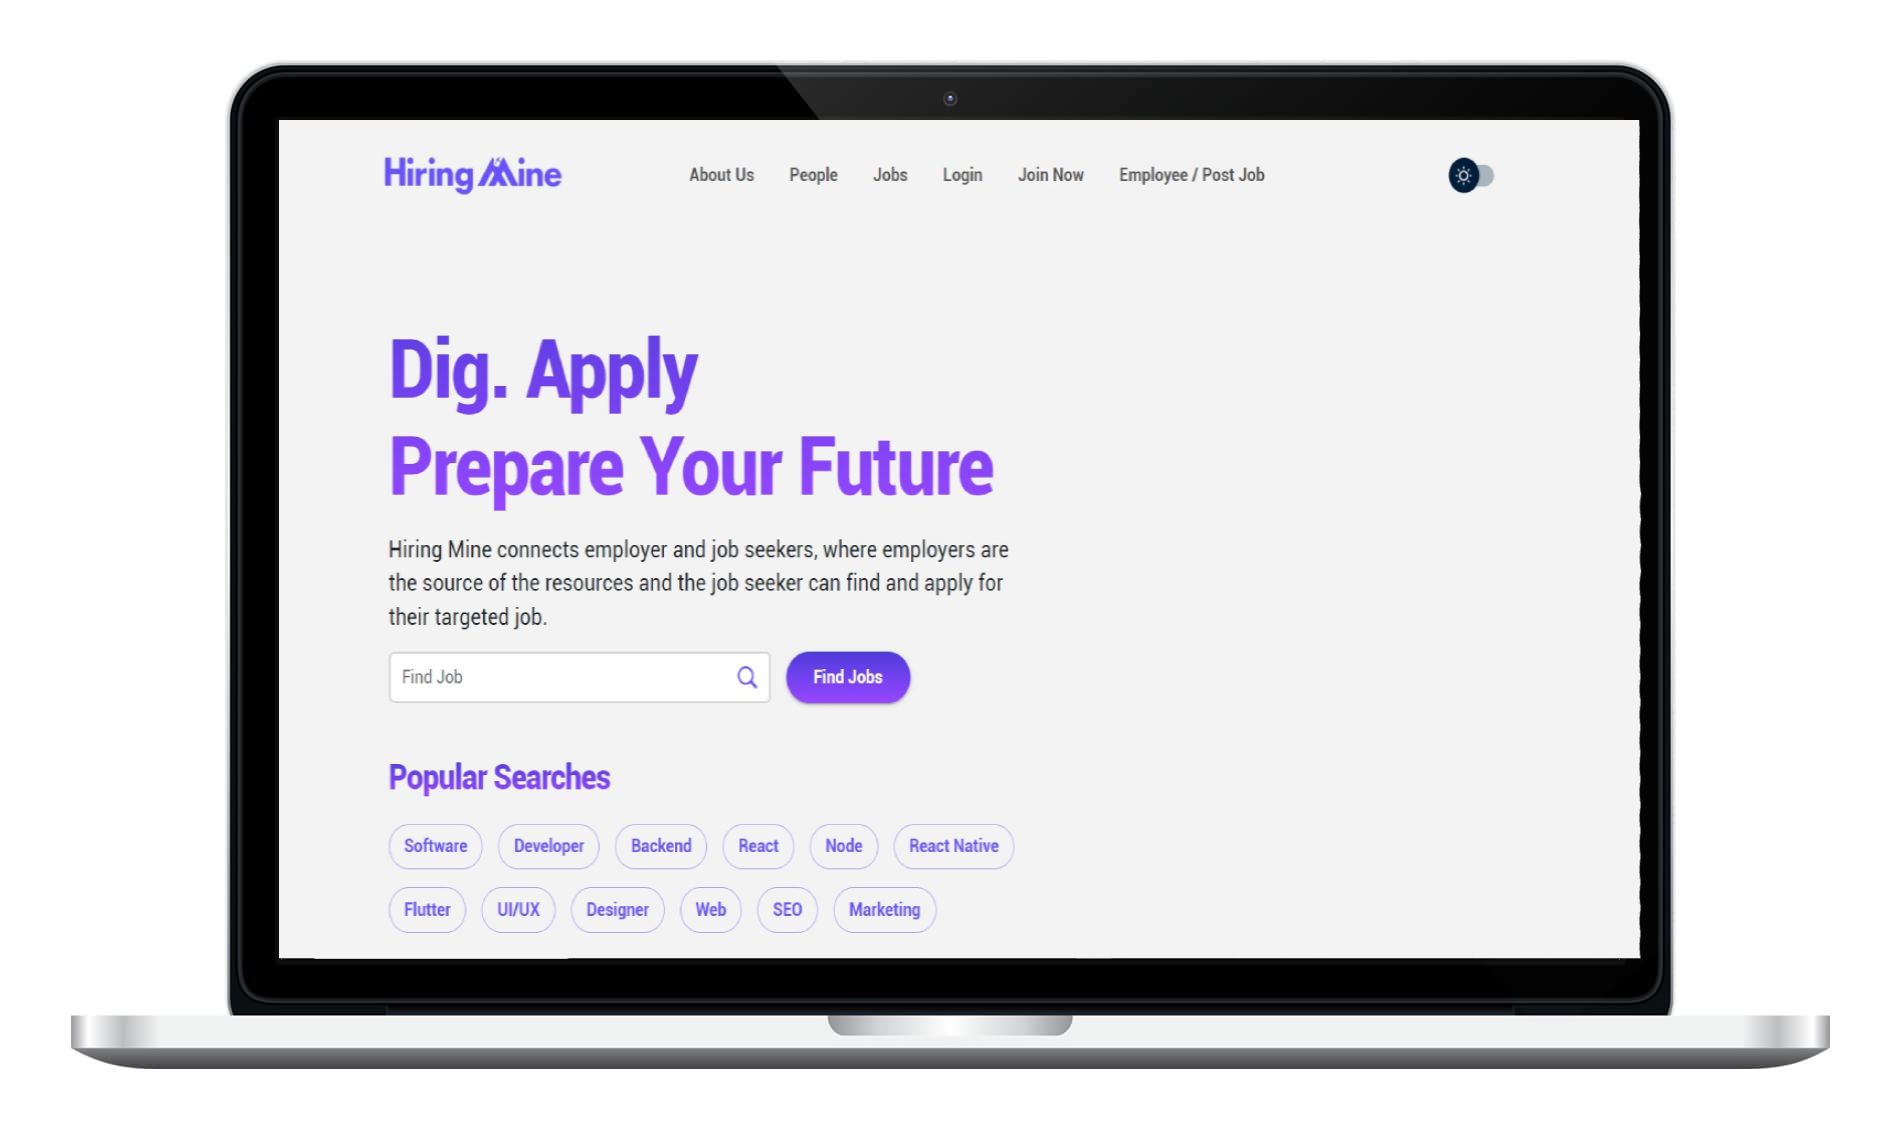 Hiring Mine
About Us People Jobs Login Join Now Employee / Post Job
Dig. Apply
Prepare Your Future
Hiring Mine connects employer and job seekers, where employers are
the source of the resources and the job seeker can find and apply for
their targeted job.
Find Job Find Jobs
Popular Searches
Software Developer Backend React Node React Native
Flutter UI/UX Designer Web SEO Marketing